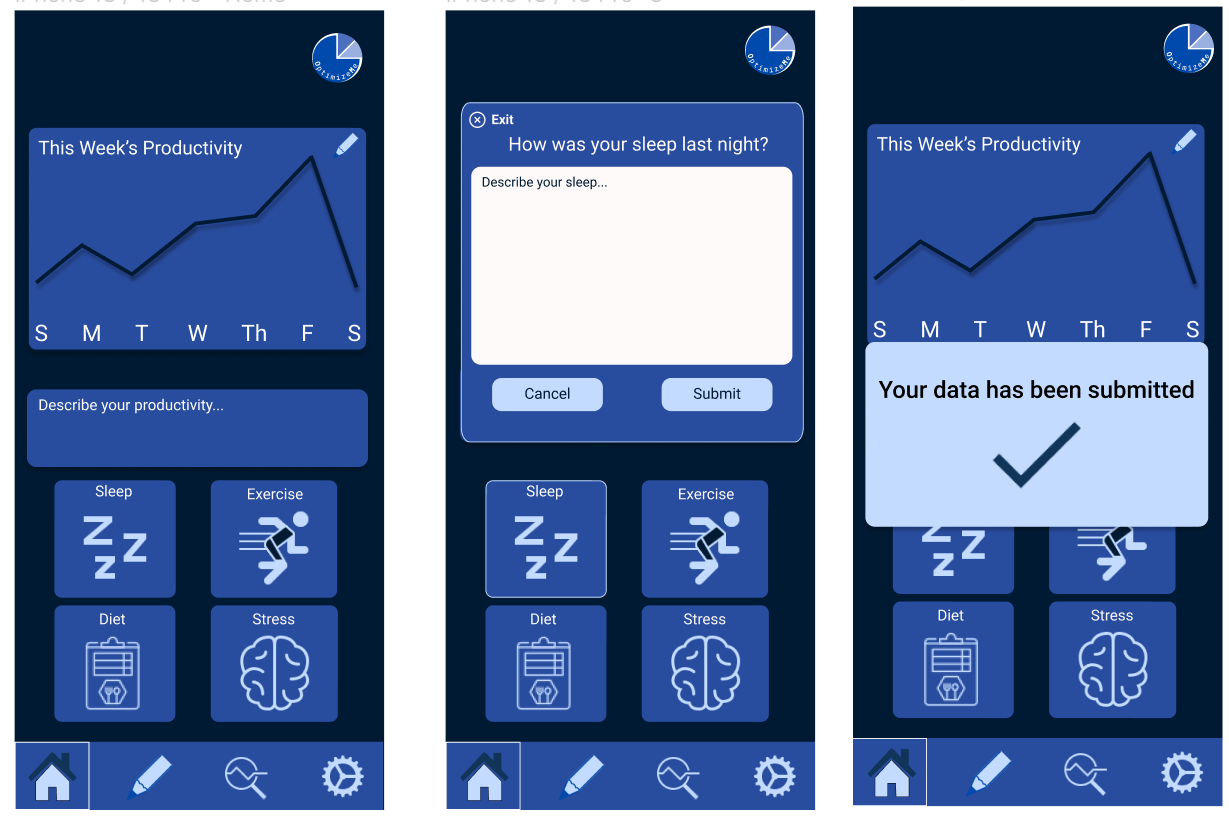 OptimizeMe
This Week's Productivity
S M T W Th F S
Describe your productivity...
Sleep
Exercise
Diet
Stress
OptimizeMe
Exit
How was your sleep last night?
Describe your sleep...
Cancel
Submit
Sleep
Exercise
Diet
Stress
OptimizeMe
This Week's Productivity
S M T W Th F S
Your data has been submitted
Diet
Stress